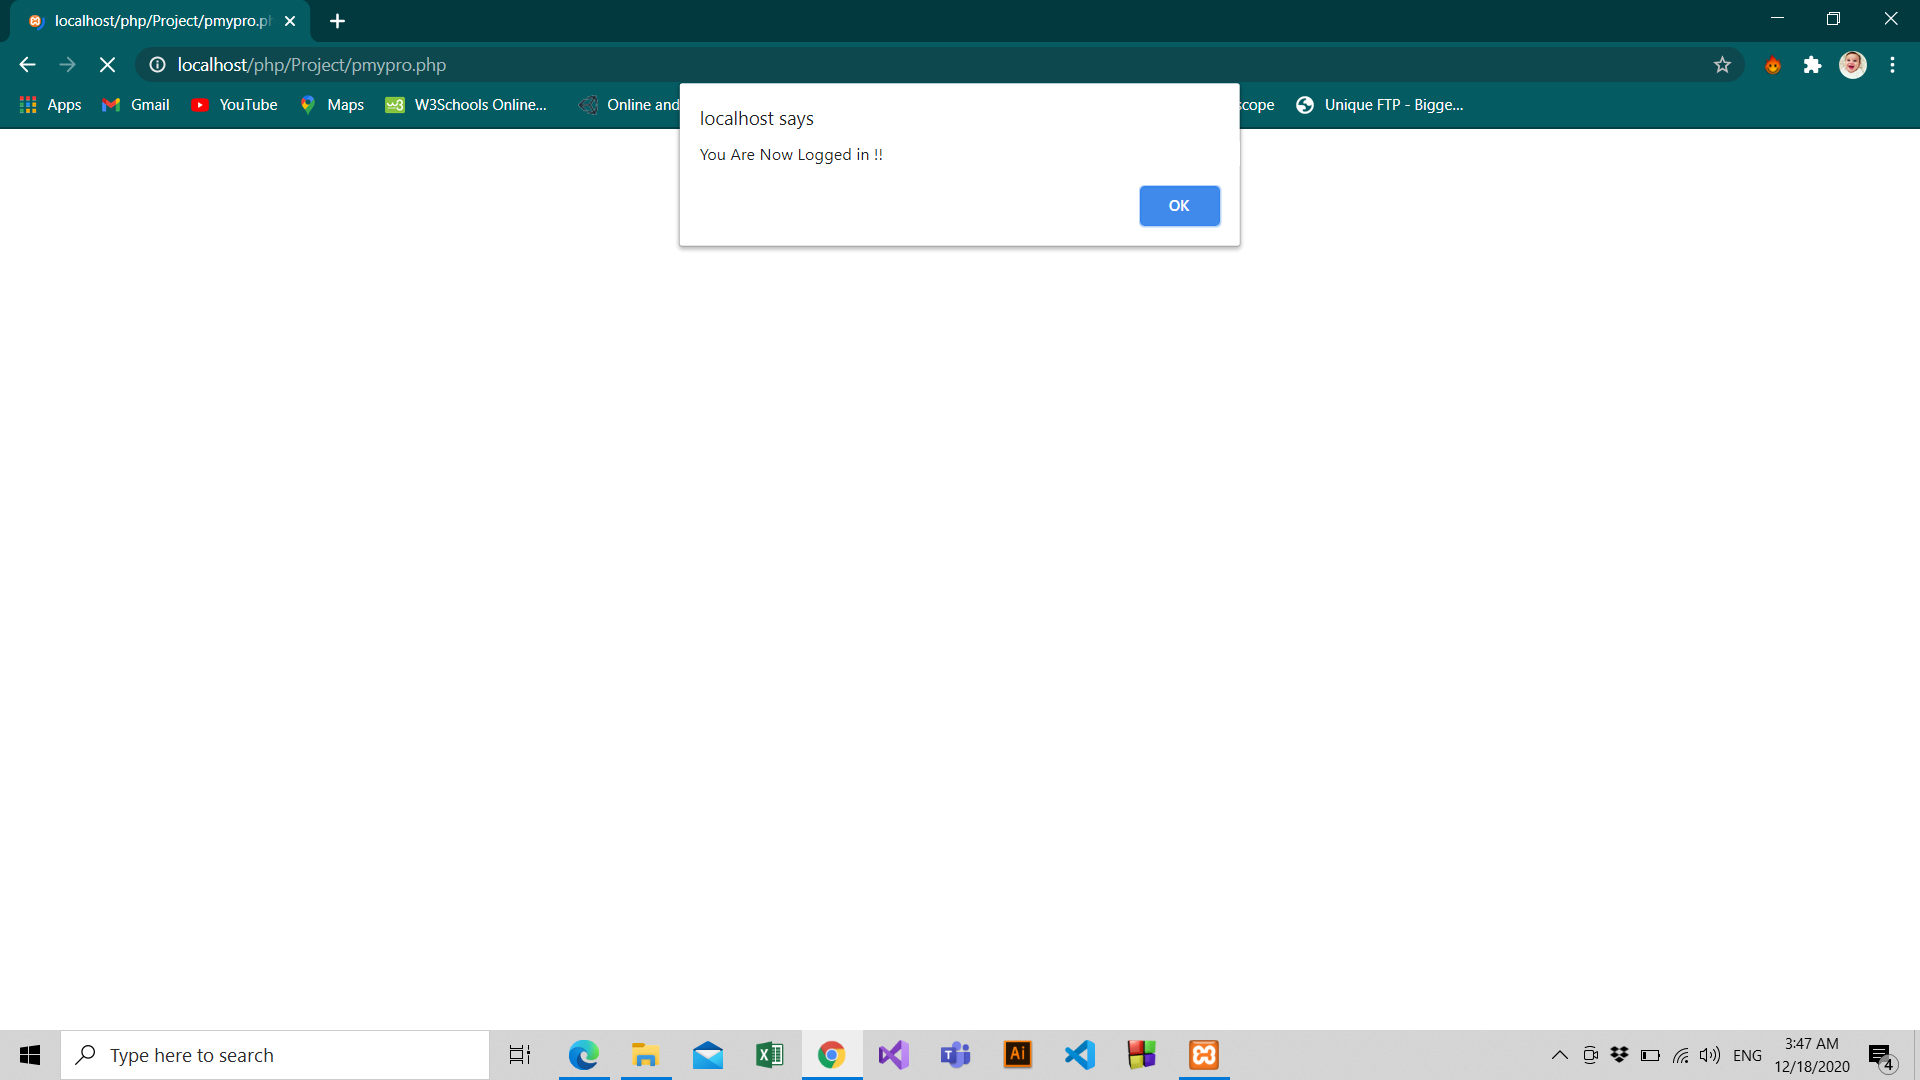 localhost/php/Project/pmypro.ph
localhost/php/Project/pmypro.php
Apps
Gmail
YouTube
Maps
W3Schools Online...
Online and
scope
Unique FTP - Bigge...
localhost says
You Are Now Logged in !!
OK
Type here to search
Ai
ENG
3:47 AM
12/18/2020
4